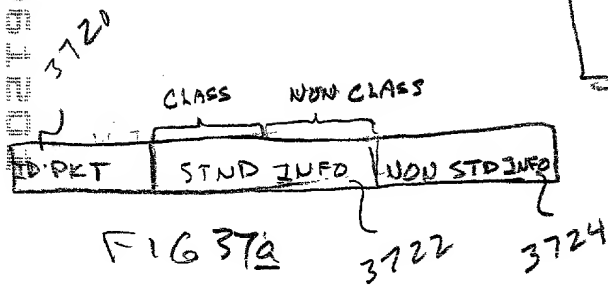 3720
CLASS NON CLASS
ID PKT STND INFO NON STD INFO
FIG 37a 3722 3724